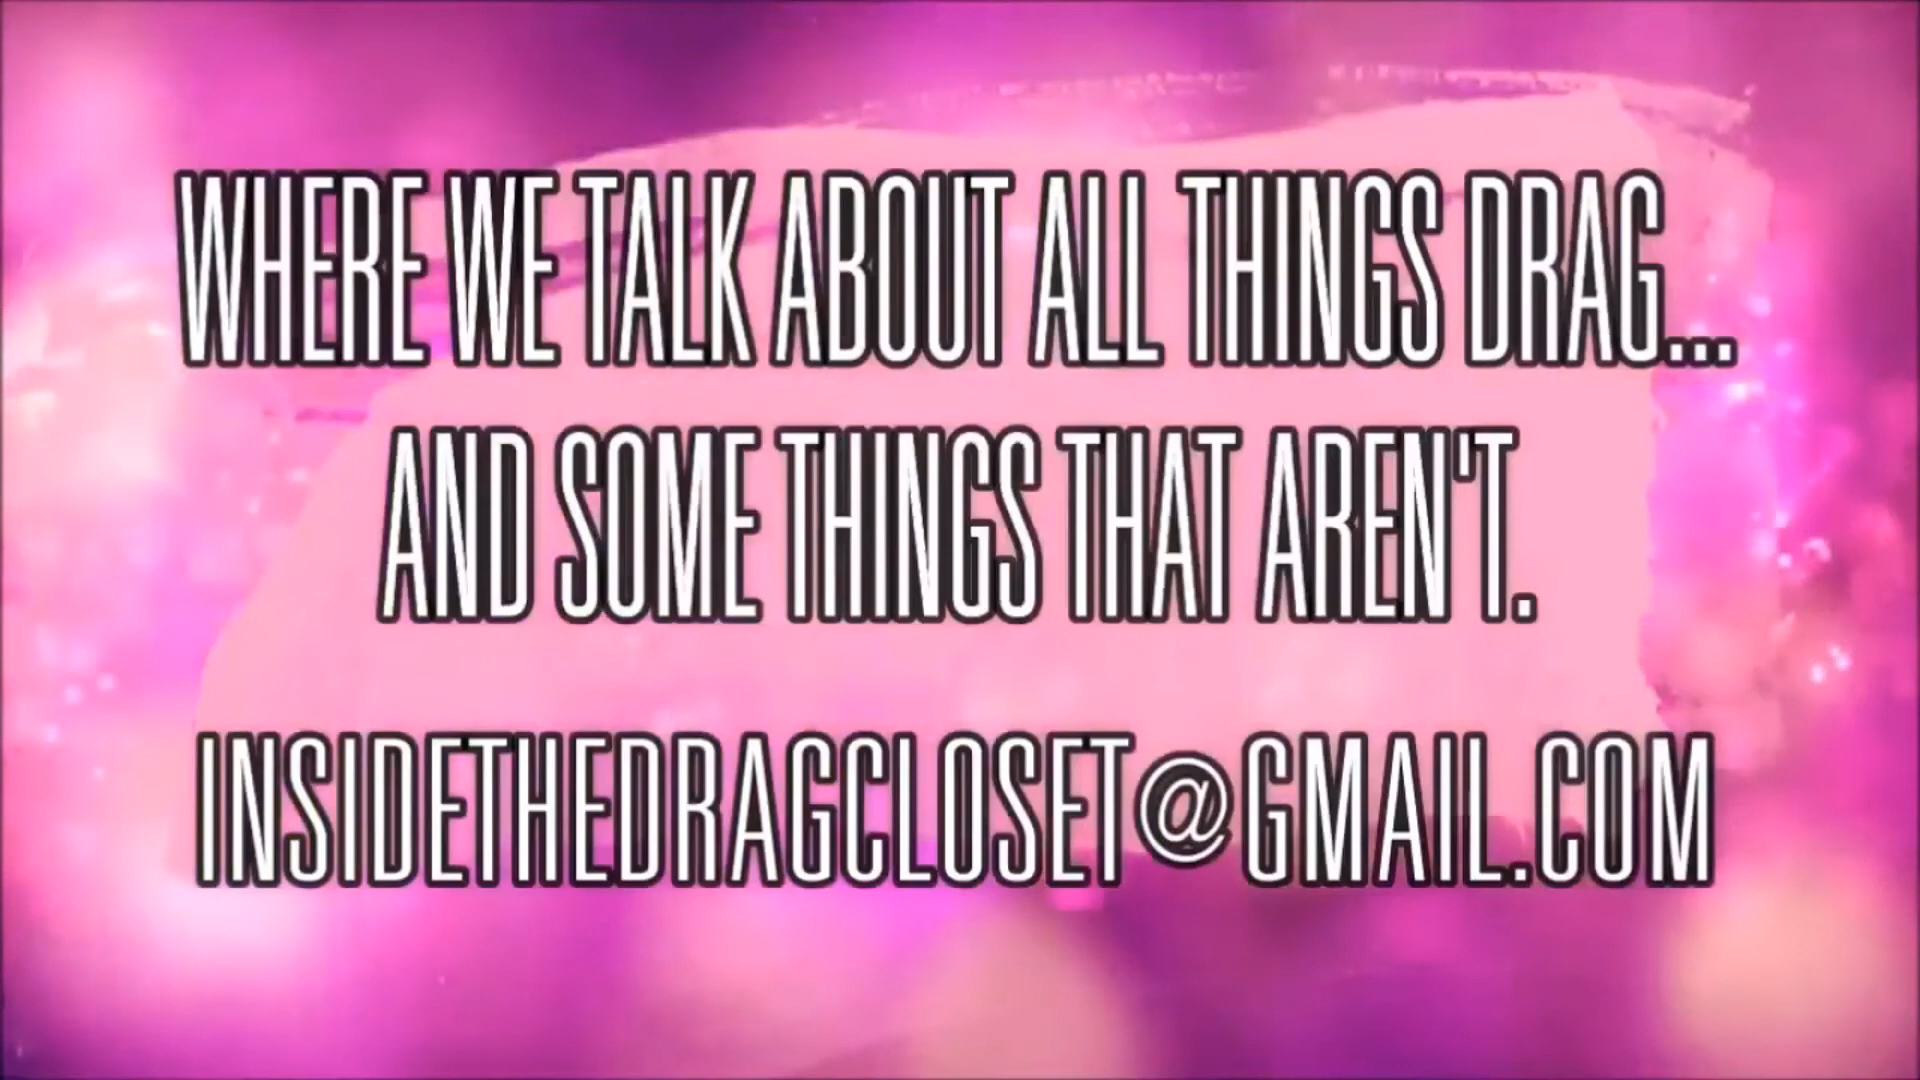 WHERE WE TALK ABOUT ALL THINGS DRAG...
AND SOME THINGS THAT AREN'T.
INSIDETHEDRAGCLOSET@GMAIL.COM